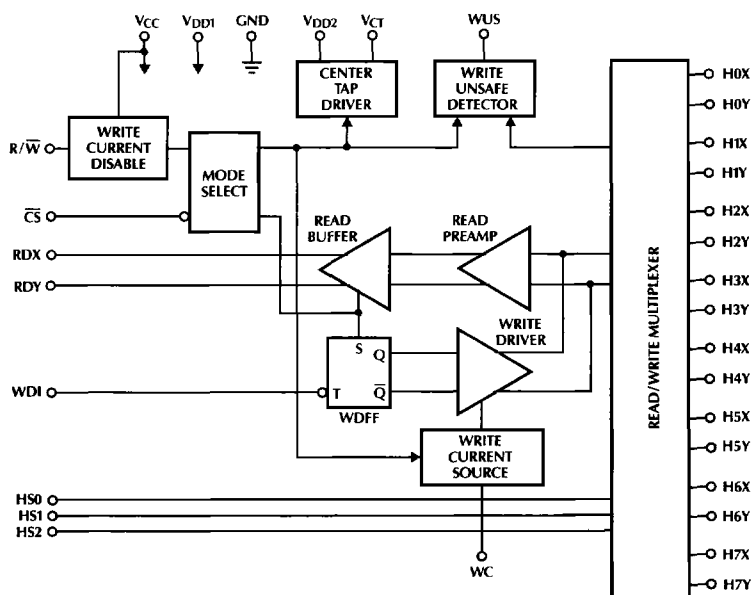 VCC VDD1 GND VDD2 VCT WUS
CENTER
TAP
DRIVER
WRITE
UNSAFE
DETECTOR
R/W̅
WRITE
CURRENT
DISABLE
MODE
SELECT
C̅S̅
RDX
RDY
READ
BUFFER
READ
PREAMP
WRITE
DRIVER
S
Q
Q̅
T
WDFF
WDI
WRITE
CURRENT
SOURCE
WC
HS0
HS1
HS2
READ/WRITE MULTIPLEXER
H0X
H0Y
H1X
H1Y
H2X
H2Y
H3X
H3Y
H4X
H4Y
H5X
H5Y
H6X
H6Y
H7X
H7Y